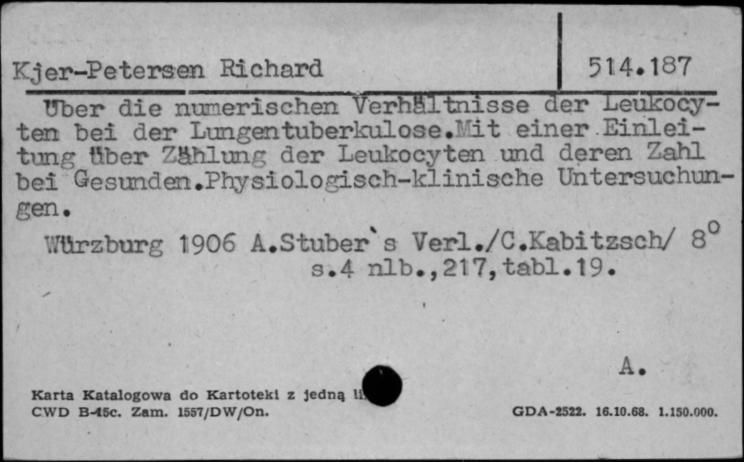 Kjer-Petersen Richard 514.187
Über die numerischen Verhältnisse der Leukocy-
ten bei der Lungentuberkulose.Mit einer Einlei-
tung über Zählung der Leukocyten und deren Zahl
bei Gesunden.Physiologisch-klinische Untersuchun-
gen.
Würzburg 1906 A.Stuber`s Verl./C.Kabitzsch/ 8°
s.4 nlb.,217,tabl.19.
A.
Karta Katalogowa do Kartoteki z jedną
CWD B-45c. Zam. 1557/DW/On. GDA-2522. 16.10.68. 1.150.000.